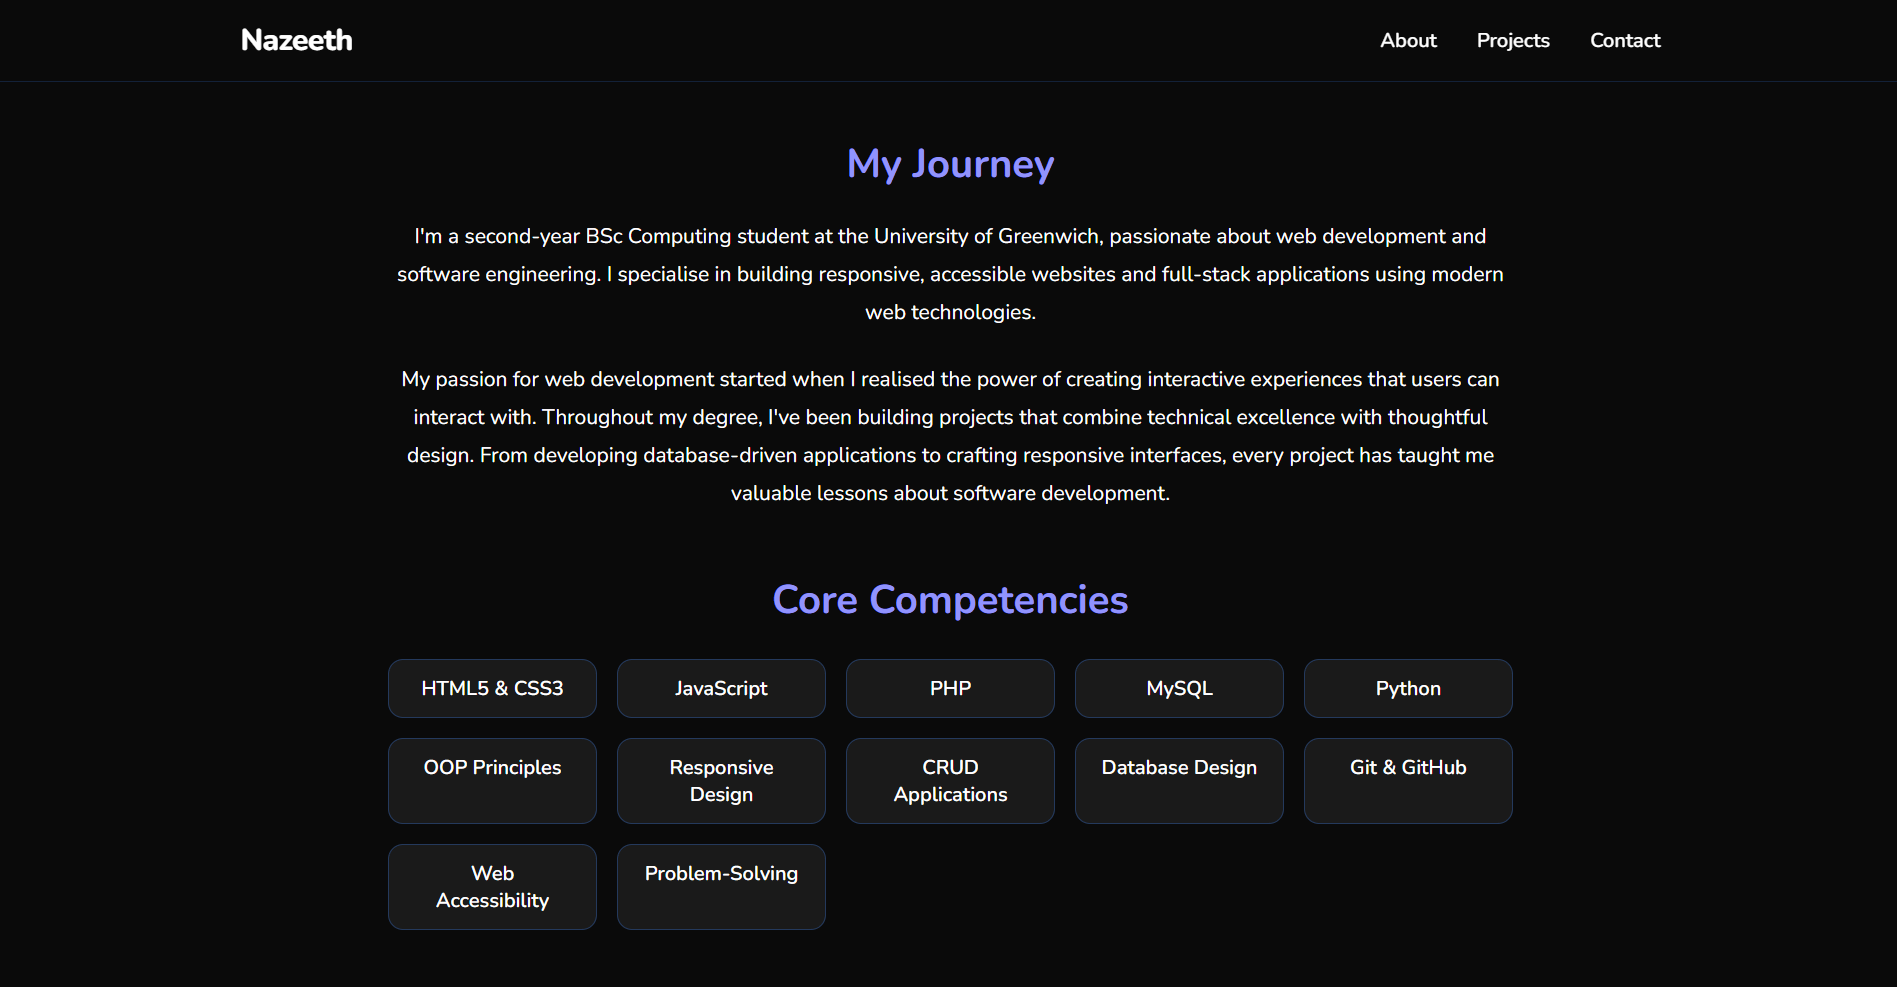 Nazeeth
About Projects Contact
My Journey
I'm a second-year BSc Computing student at the University of Greenwich, passionate about web development and
software engineering. I specialise in building responsive, accessible websites and full-stack applications using modern
web technologies.
My passion for web development started when I realised the power of creating interactive experiences that users can
interact with. Throughout my degree, I've been building projects that combine technical excellence with thoughtful
design. From developing database-driven applications to crafting responsive interfaces, every project has taught me
valuable lessons about software development.
Core Competencies
HTML5 & CSS3
JavaScript
PHP
MySQL
Python
OOP Principles
Responsive
Design
CRUD
Applications
Database Design
Git & GitHub
Web
Accessibility
Problem-Solving